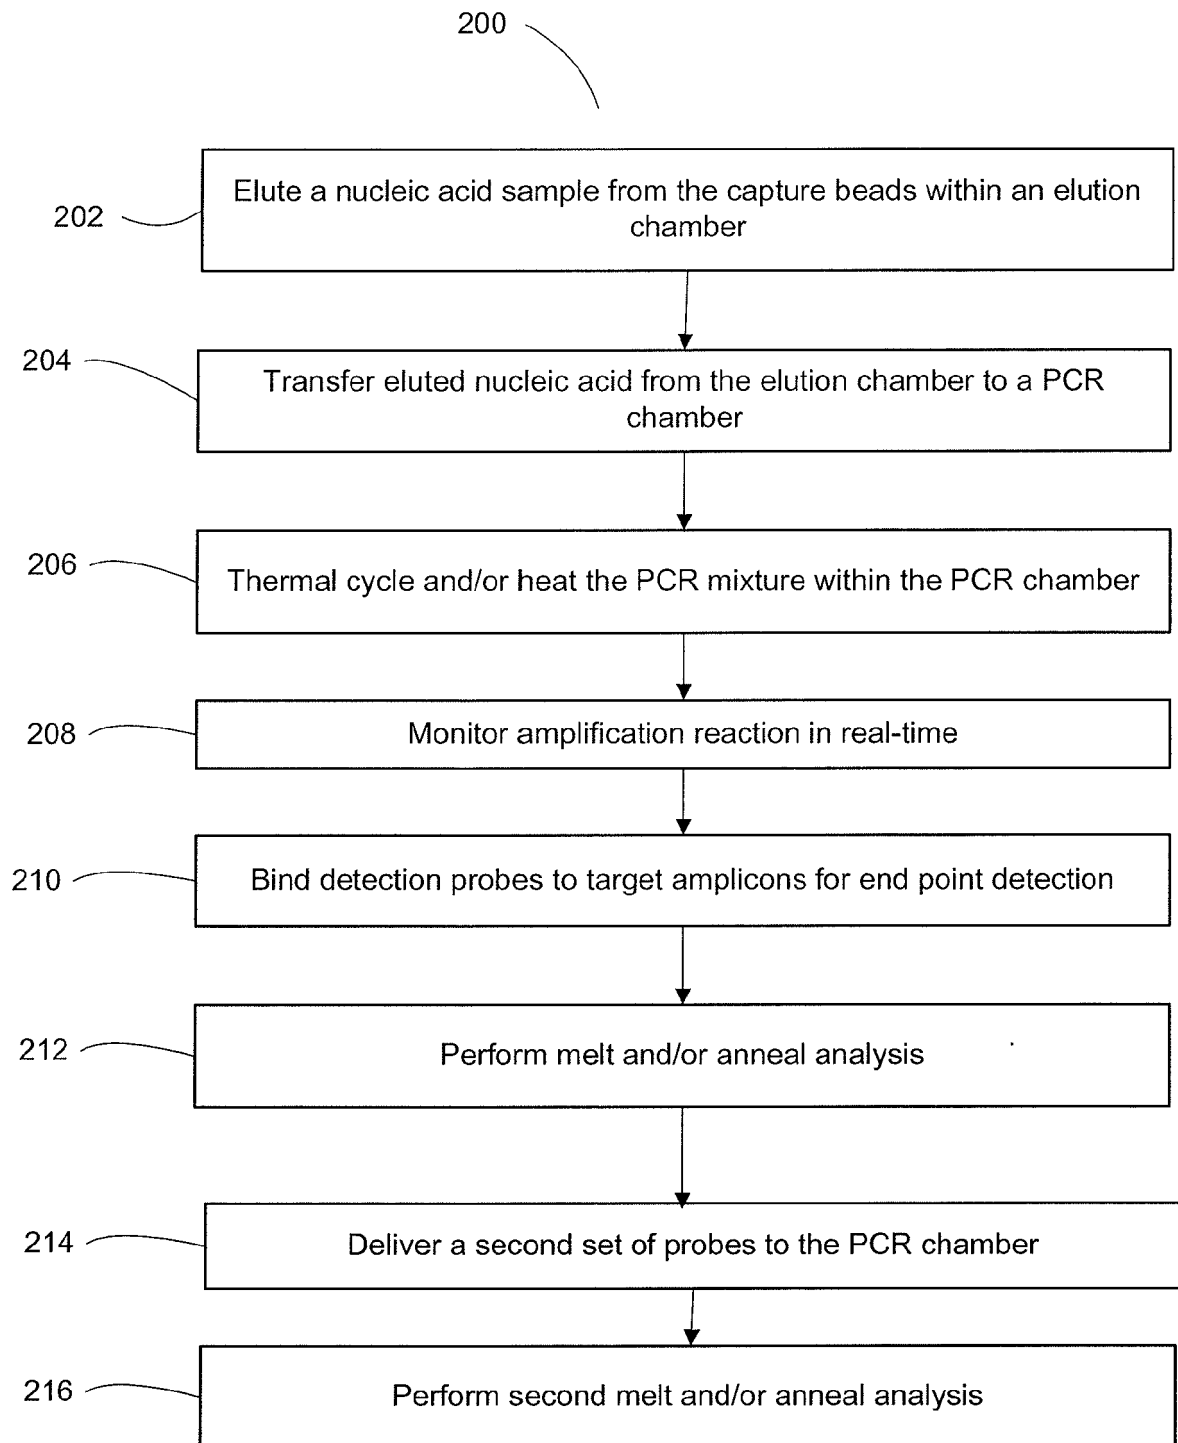 200
202
Elute a nucleic acid sample from the capture beads within an elution
chamber
204
Transfer eluted nucleic acid from the elution chamber to a PCR
chamber
206
Thermal cycle and/or heat the PCR mixture within the PCR chamber
208
Monitor amplification reaction in real-time
210
Bind detection probes to target amplicons for end point detection
212
Perform melt and/or anneal analysis
214
Deliver a second set of probes to the PCR chamber
216
Perform second melt and/or anneal analysis